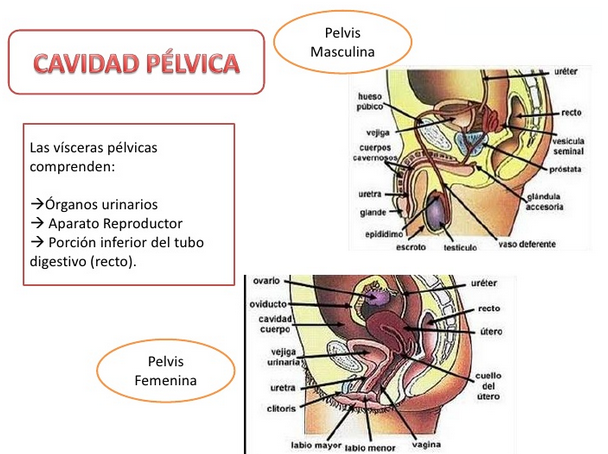 CAVIDAD PÉLVICA
Pelvis
Masculina
Las vísceras pélvicas
comprenden:
→Órganos urinarios
→ Aparato Reproductor
→ Porción inferior del tubo
digestivo (recto).
uréter
hueso
púbico
recto
vejiga
vesicula
seminal
cuerpos
cavernosos
próstata
uretra
glándula
accesoria
glande
epidídimo
escroto
testículo
vaso deferente
Pelvis
Femenina
ovario
uréter
oviducto
recto
cavidad
cuerpo
útero
vejiga
urinaria
cuello
del
útero
uretra
clítoris
labio mayor
labio menor
vagina